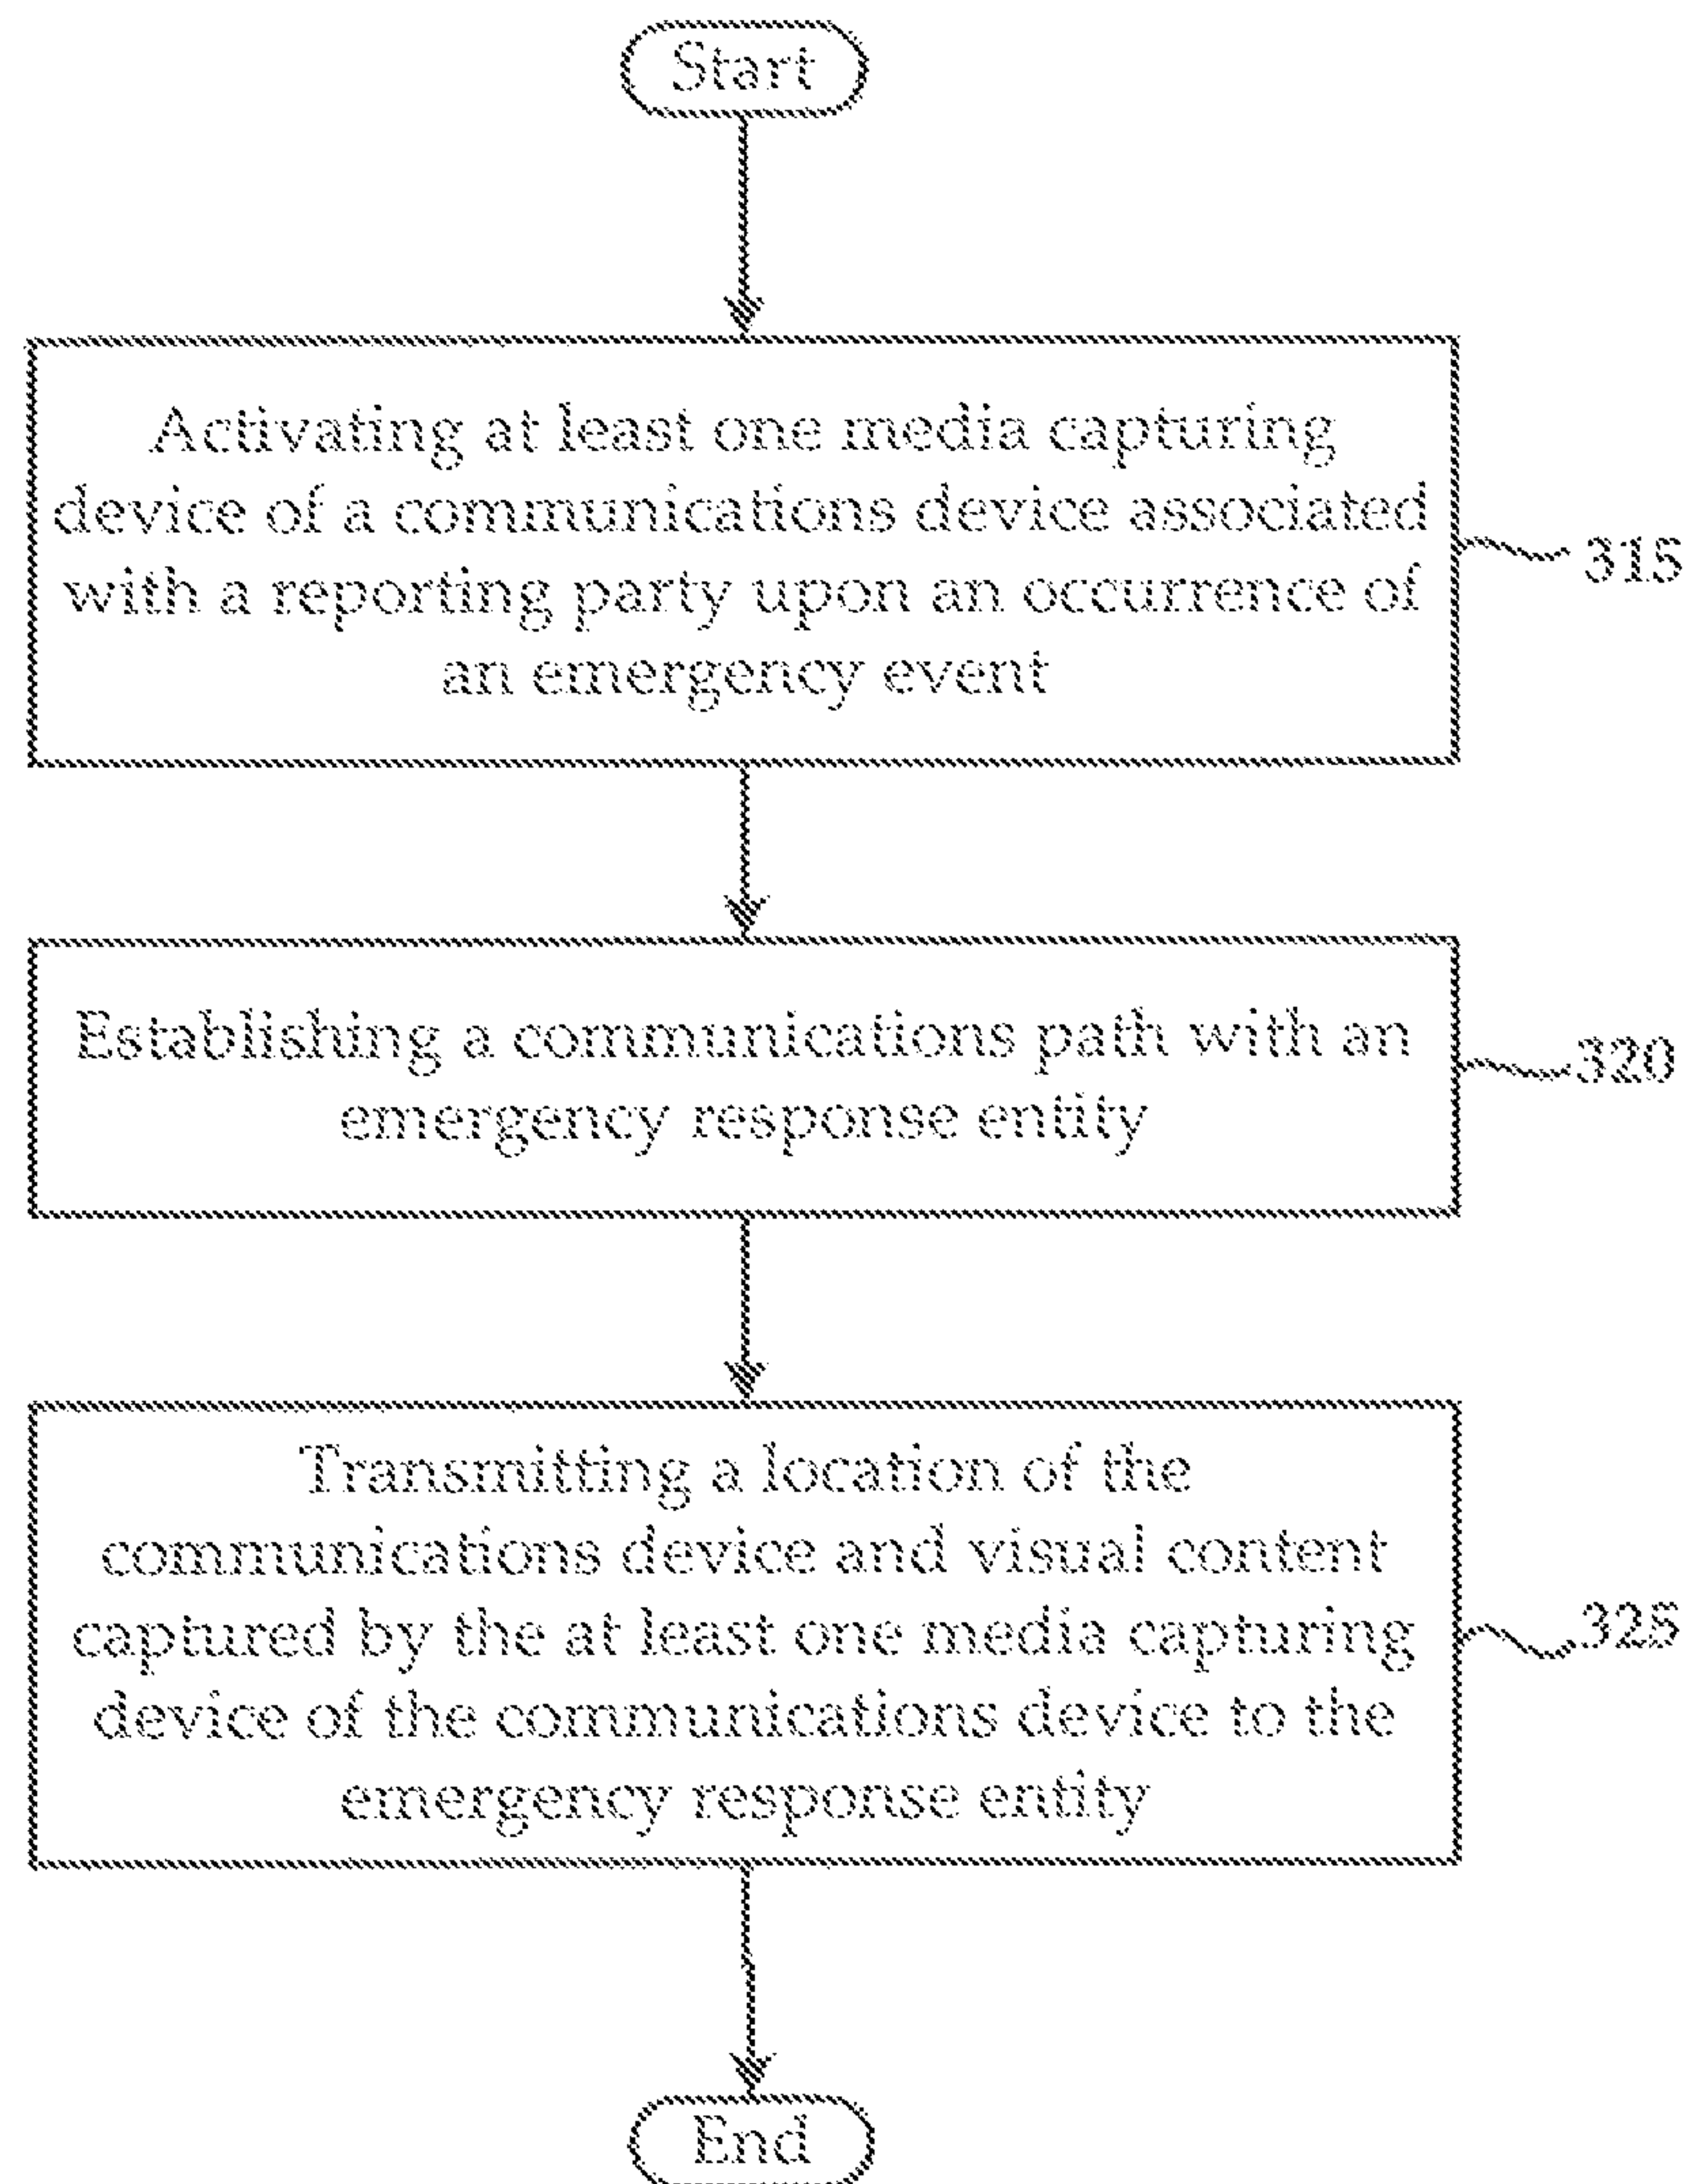 Start
Activating at least one media capturing
device of a communications device associated
with a reporting party upon an occurrence of
an emergency event
315
Establishing a communications path with an
emergency response entity
320
Transmitting a location of the
communications device and visual content
captured by the at least one media capturing
device of the communications device to the
emergency response entity
325
End